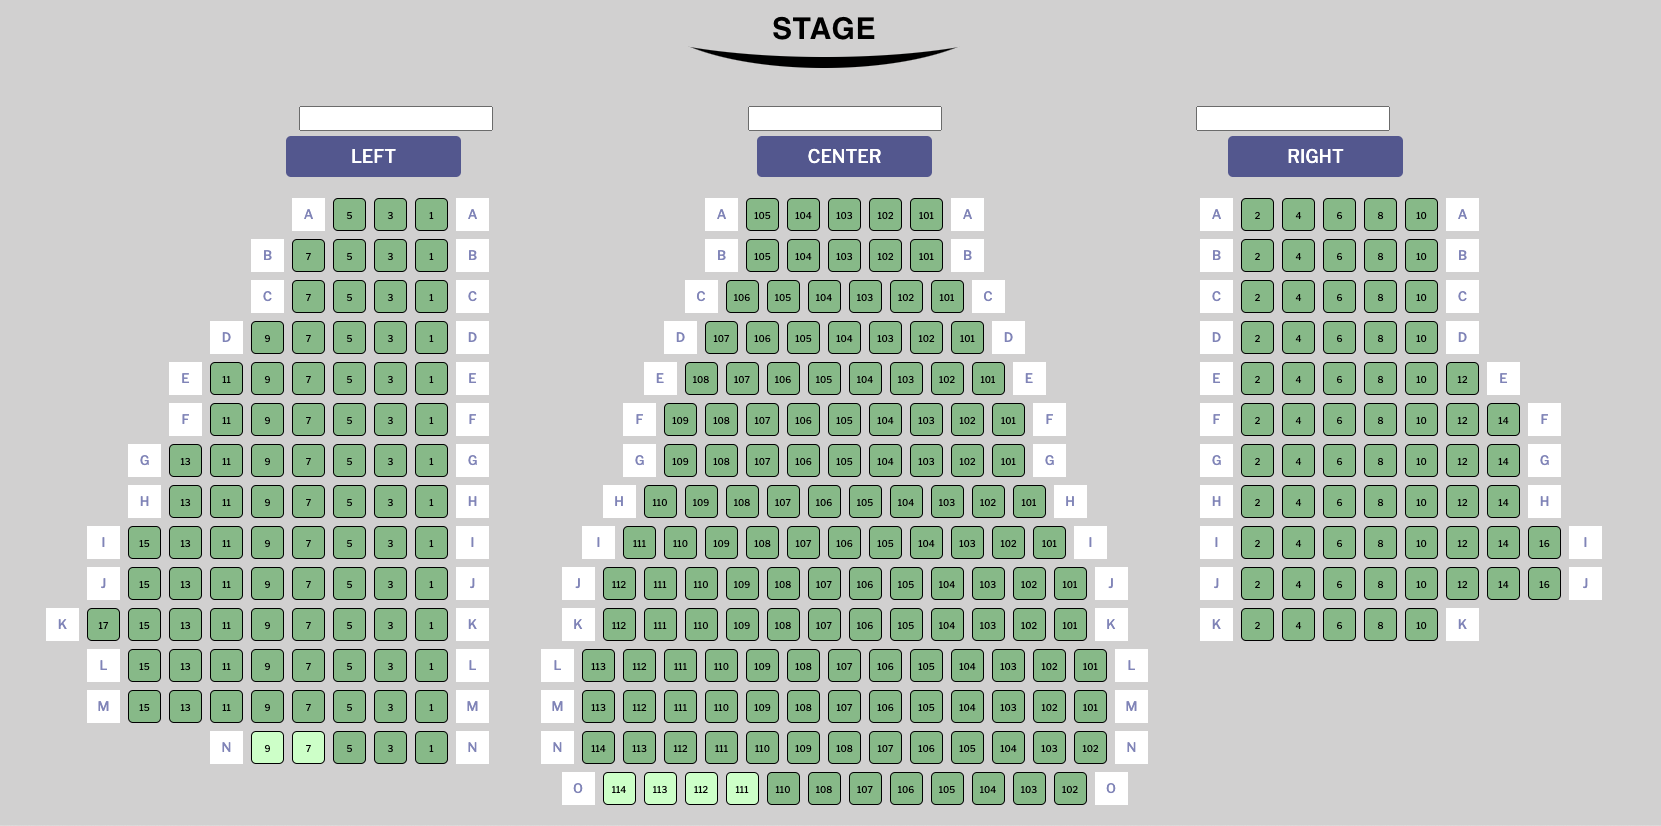 STAGE
LEFT CENTER RIGHT
A 5 3 1 A A 105 104 103 102 101 A A 2 4 6 8 10 A
B 7 5 3 1 B B 105 104 103 102 101 B B 2 4 6 8 10 B
C 7 5 3 1 C C 106 105 104 103 102 101 C C 2 4 6 8 10 C
D 9 7 5 3 1 D D 107 106 105 104 103 102 101 D D 2 4 6 8 10 D
E 11 9 7 5 3 1 E E 108 107 106 105 104 103 102 101 E E 2 4 6 8 10 12 E
F 11 9 7 5 3 1 F F 109 108 107 106 105 104 103 102 101 F F 2 4 6 8 10 12 14 F
G 13 11 9 7 5 3 1 G G 109 108 107 106 105 104 103 102 101 G G 2 4 6 8 10 12 14 G
H 13 11 9 7 5 3 1 H H 110 109 108 107 106 105 104 103 102 101 H H 2 4 6 8 10 12 14 H
I 15 13 11 9 7 5 3 1 I I 111 110 109 108 107 106 105 104 103 102 101 I I 2 4 6 8 10 12 14 16 I
J 15 13 11 9 7 5 3 1 J J 112 111 110 109 108 107 106 105 104 103 102 101 J J 2 4 6 8 10 12 14 16 J
K 17 15 13 11 9 7 5 3 1 K K 112 111 110 109 108 107 106 105 104 103 102 101 K K 2 4 6 8 10 K
L 15 13 11 9 7 5 3 1 L L 113 112 111 110 109 108 107 106 105 104 103 102 101 L
M 15 13 11 9 7 5 3 1 M M 113 112 111 110 109 108 107 106 105 104 103 102 101 M
N 9 7 5 3 1 N N 114 113 112 111 110 109 108 107 106 105 104 103 102 N
O 114 113 112 111 110 108 107 106 105 104 103 102 O